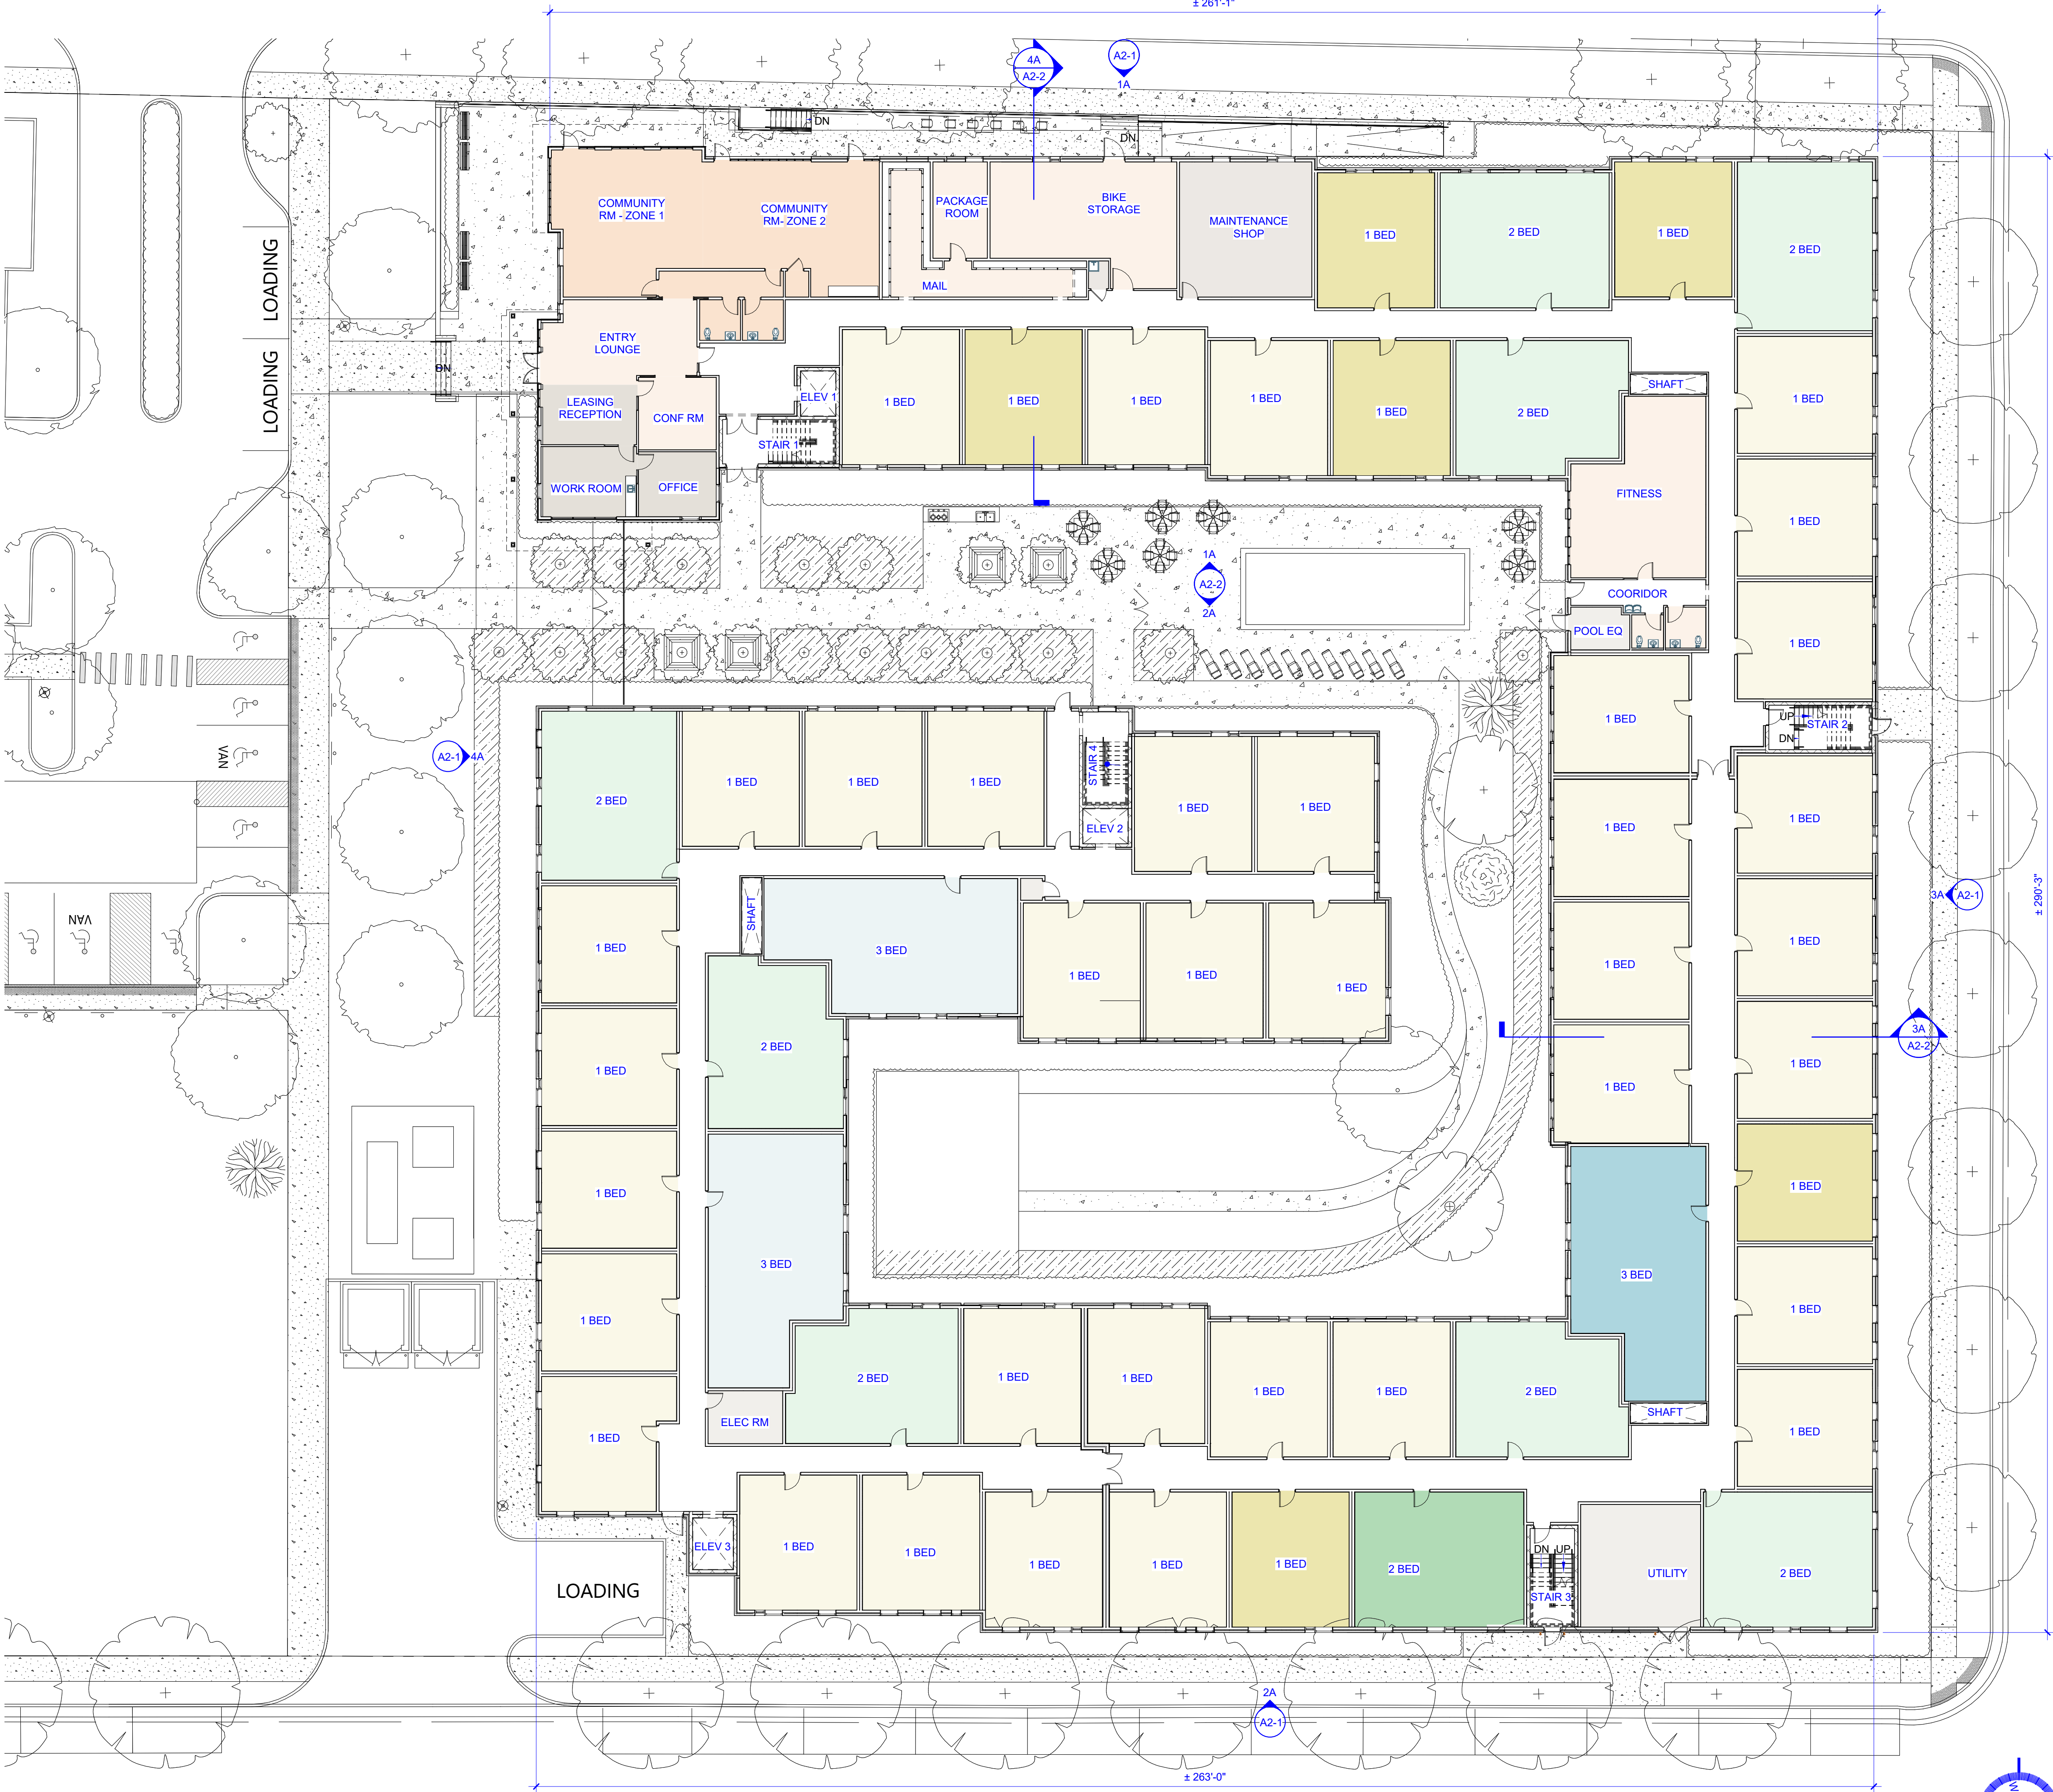 ± 261'-1"
4A
A2-2
A2-1
1A
DN
DN
COMMUNITY
RM - ZONE 1
COMMUNITY
RM- ZONE 2
PACKAGE
ROOM
BIKE
STORAGE
MAINTENANCE
SHOP
1 BED
2 BED
1 BED
2 BED
MAIL
LOADING
LOADING
DN
ENTRY
LOUNGE
LEASING
RECEPTION
CONF RM
ELEV 1
STAIR 1
WORK ROOM
OFFICE
1 BED
1 BED
1 BED
1 BED
1 BED
2 BED
SHAFT
1 BED
FITNESS
1 BED
1A
A2-2
2A
COORIDOR
POOL EQ
1 BED
1 BED
UP
DN
STAIR 2
VAN
A2-1
4A
2 BED
1 BED
1 BED
1 BED
STAIR 4
ELEV 2
1 BED
1 BED
1 BED
1 BED
VAN
1 BED
SHAFT
3 BED
1 BED
1 BED
1 BED
1 BED
1 BED
3A
A2-1
± 290'-3"
1 BED
2 BED
1 BED
1 BED
3A
A2-2
1 BED
3 BED
1 BED
3 BED
1 BED
1 BED
2 BED
1 BED
1 BED
1 BED
1 BED
2 BED
SHAFT
1 BED
ELEC RM
1 BED
ELEV 3
1 BED
1 BED
1 BED
1 BED
1 BED
2 BED
DN
UP
STAIR 3
UTILITY
2 BED
LOADING
2A
A2-1
± 263'-0"